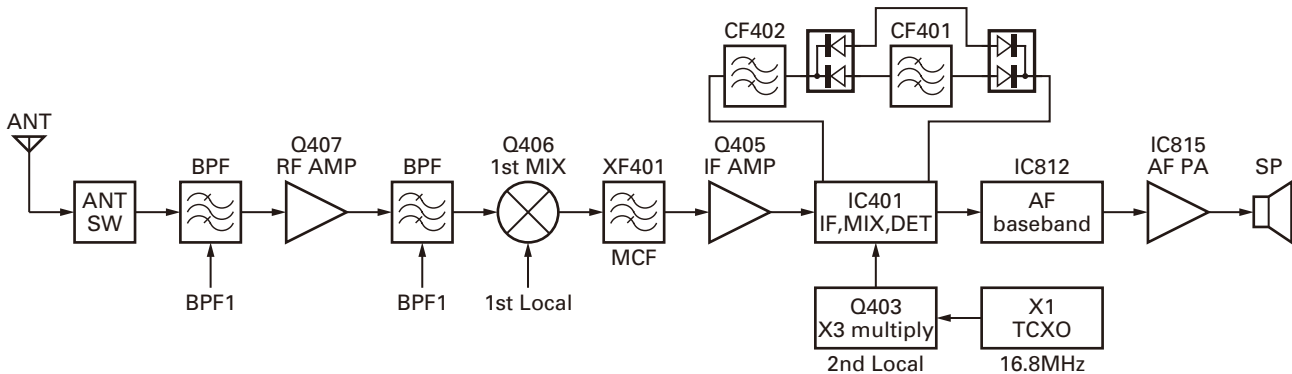 CF402
CF401
ANT
Q407
RF AMP
BPF
BPF
Q406
1st MIX
XF401
Q405
IF AMP
IC812
IC815
AF PA
SP
ANT
SW
IC401
IF,MIX,DET
AF
baseband
MCF
BPF1
BPF1
1st Local
Q403
X3 multiply
X1
TCXO
2nd Local
16.8MHz